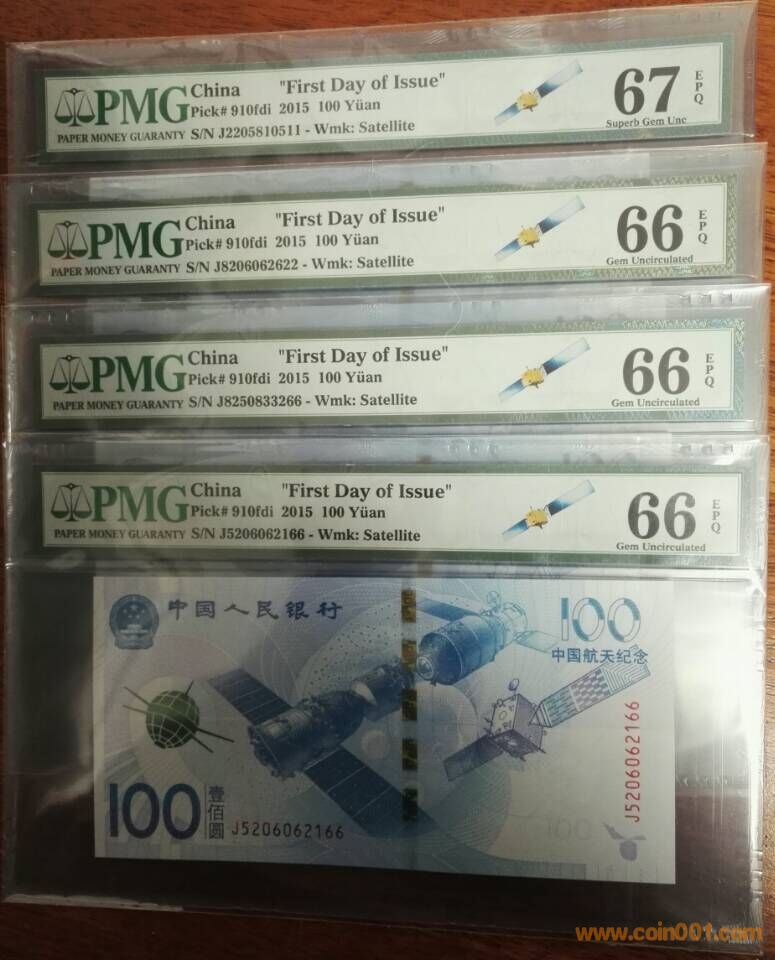 PMG
PAPER MONEY GUARANTY
China "First Day of Issue"
Pick# 910fdi 2015 100 Yüan
S/N J2205810511 - Wmk: Satellite
67 EPQ
Superb Gem Unc
PMG
PAPER MONEY GUARANTY
China "First Day of Issue"
Pick# 910fdi 2015 100 Yüan
S/N J8206062622 - Wmk: Satellite
66 EPQ
Gem Uncirculated
PMG
PAPER MONEY GUARANTY
China "First Day of Issue"
Pick# 910fdi 2015 100 Yüan
S/N J8250833266 - Wmk: Satellite
66 EPQ
Gem Uncirculated
PMG
PAPER MONEY GUARANTY
China "First Day of Issue"
Pick# 910fdi 2015 100 Yüan
S/N J5206062166 - Wmk: Satellite
66 EPQ
Gem Uncirculated
中国人民银行
100
中国航天纪念
J5206062166
100
壹佰圆
J5206062166
100
www.coin001.com